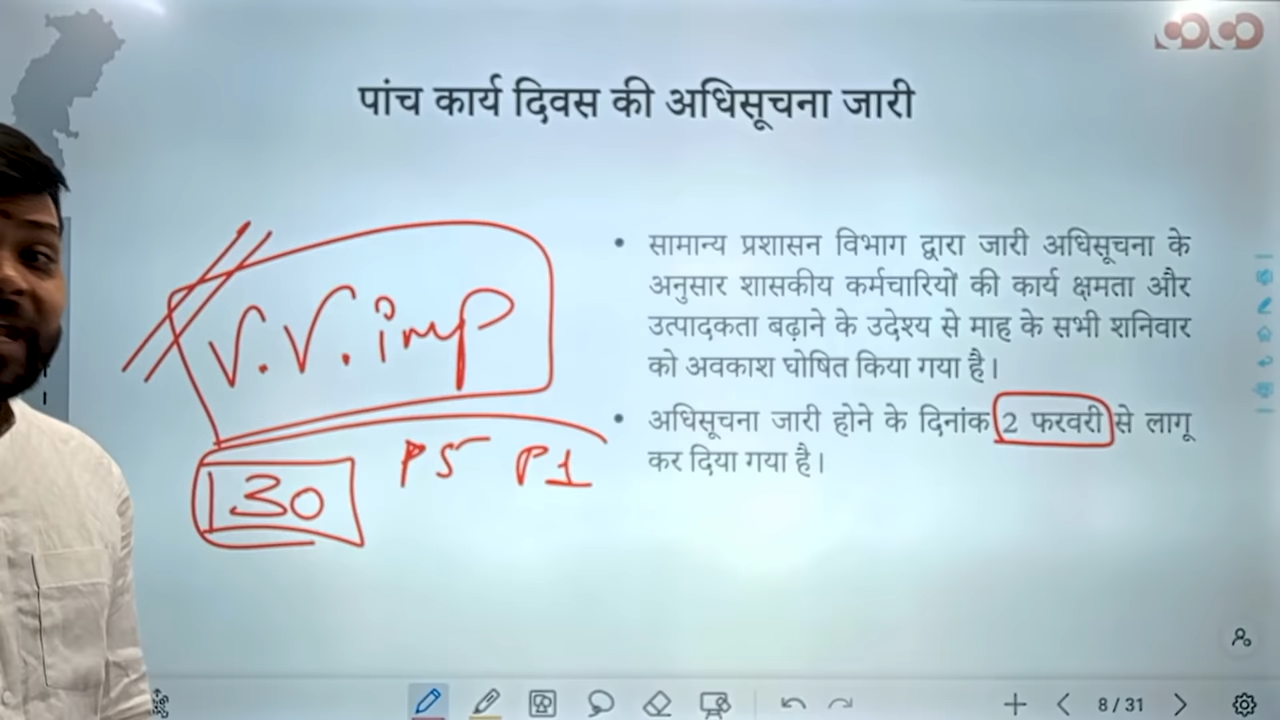 पांच कार्य दिवस की अधिसूचना जारी
V.V.imp
P5 P1
130
• सामान्य प्रशासन विभाग द्वारा जारी अधिसूचना के
अनुसार शासकीय कर्मचारियों की कार्य क्षमता और
उत्पादकता बढ़ाने के उदेश्य से माह के सभी शनिवार
को अवकाश घोषित किया गया है।
• अधिसूचना जारी होने के दिनांक 2 फरवरी से लागू
कर दिया गया है।
8/31